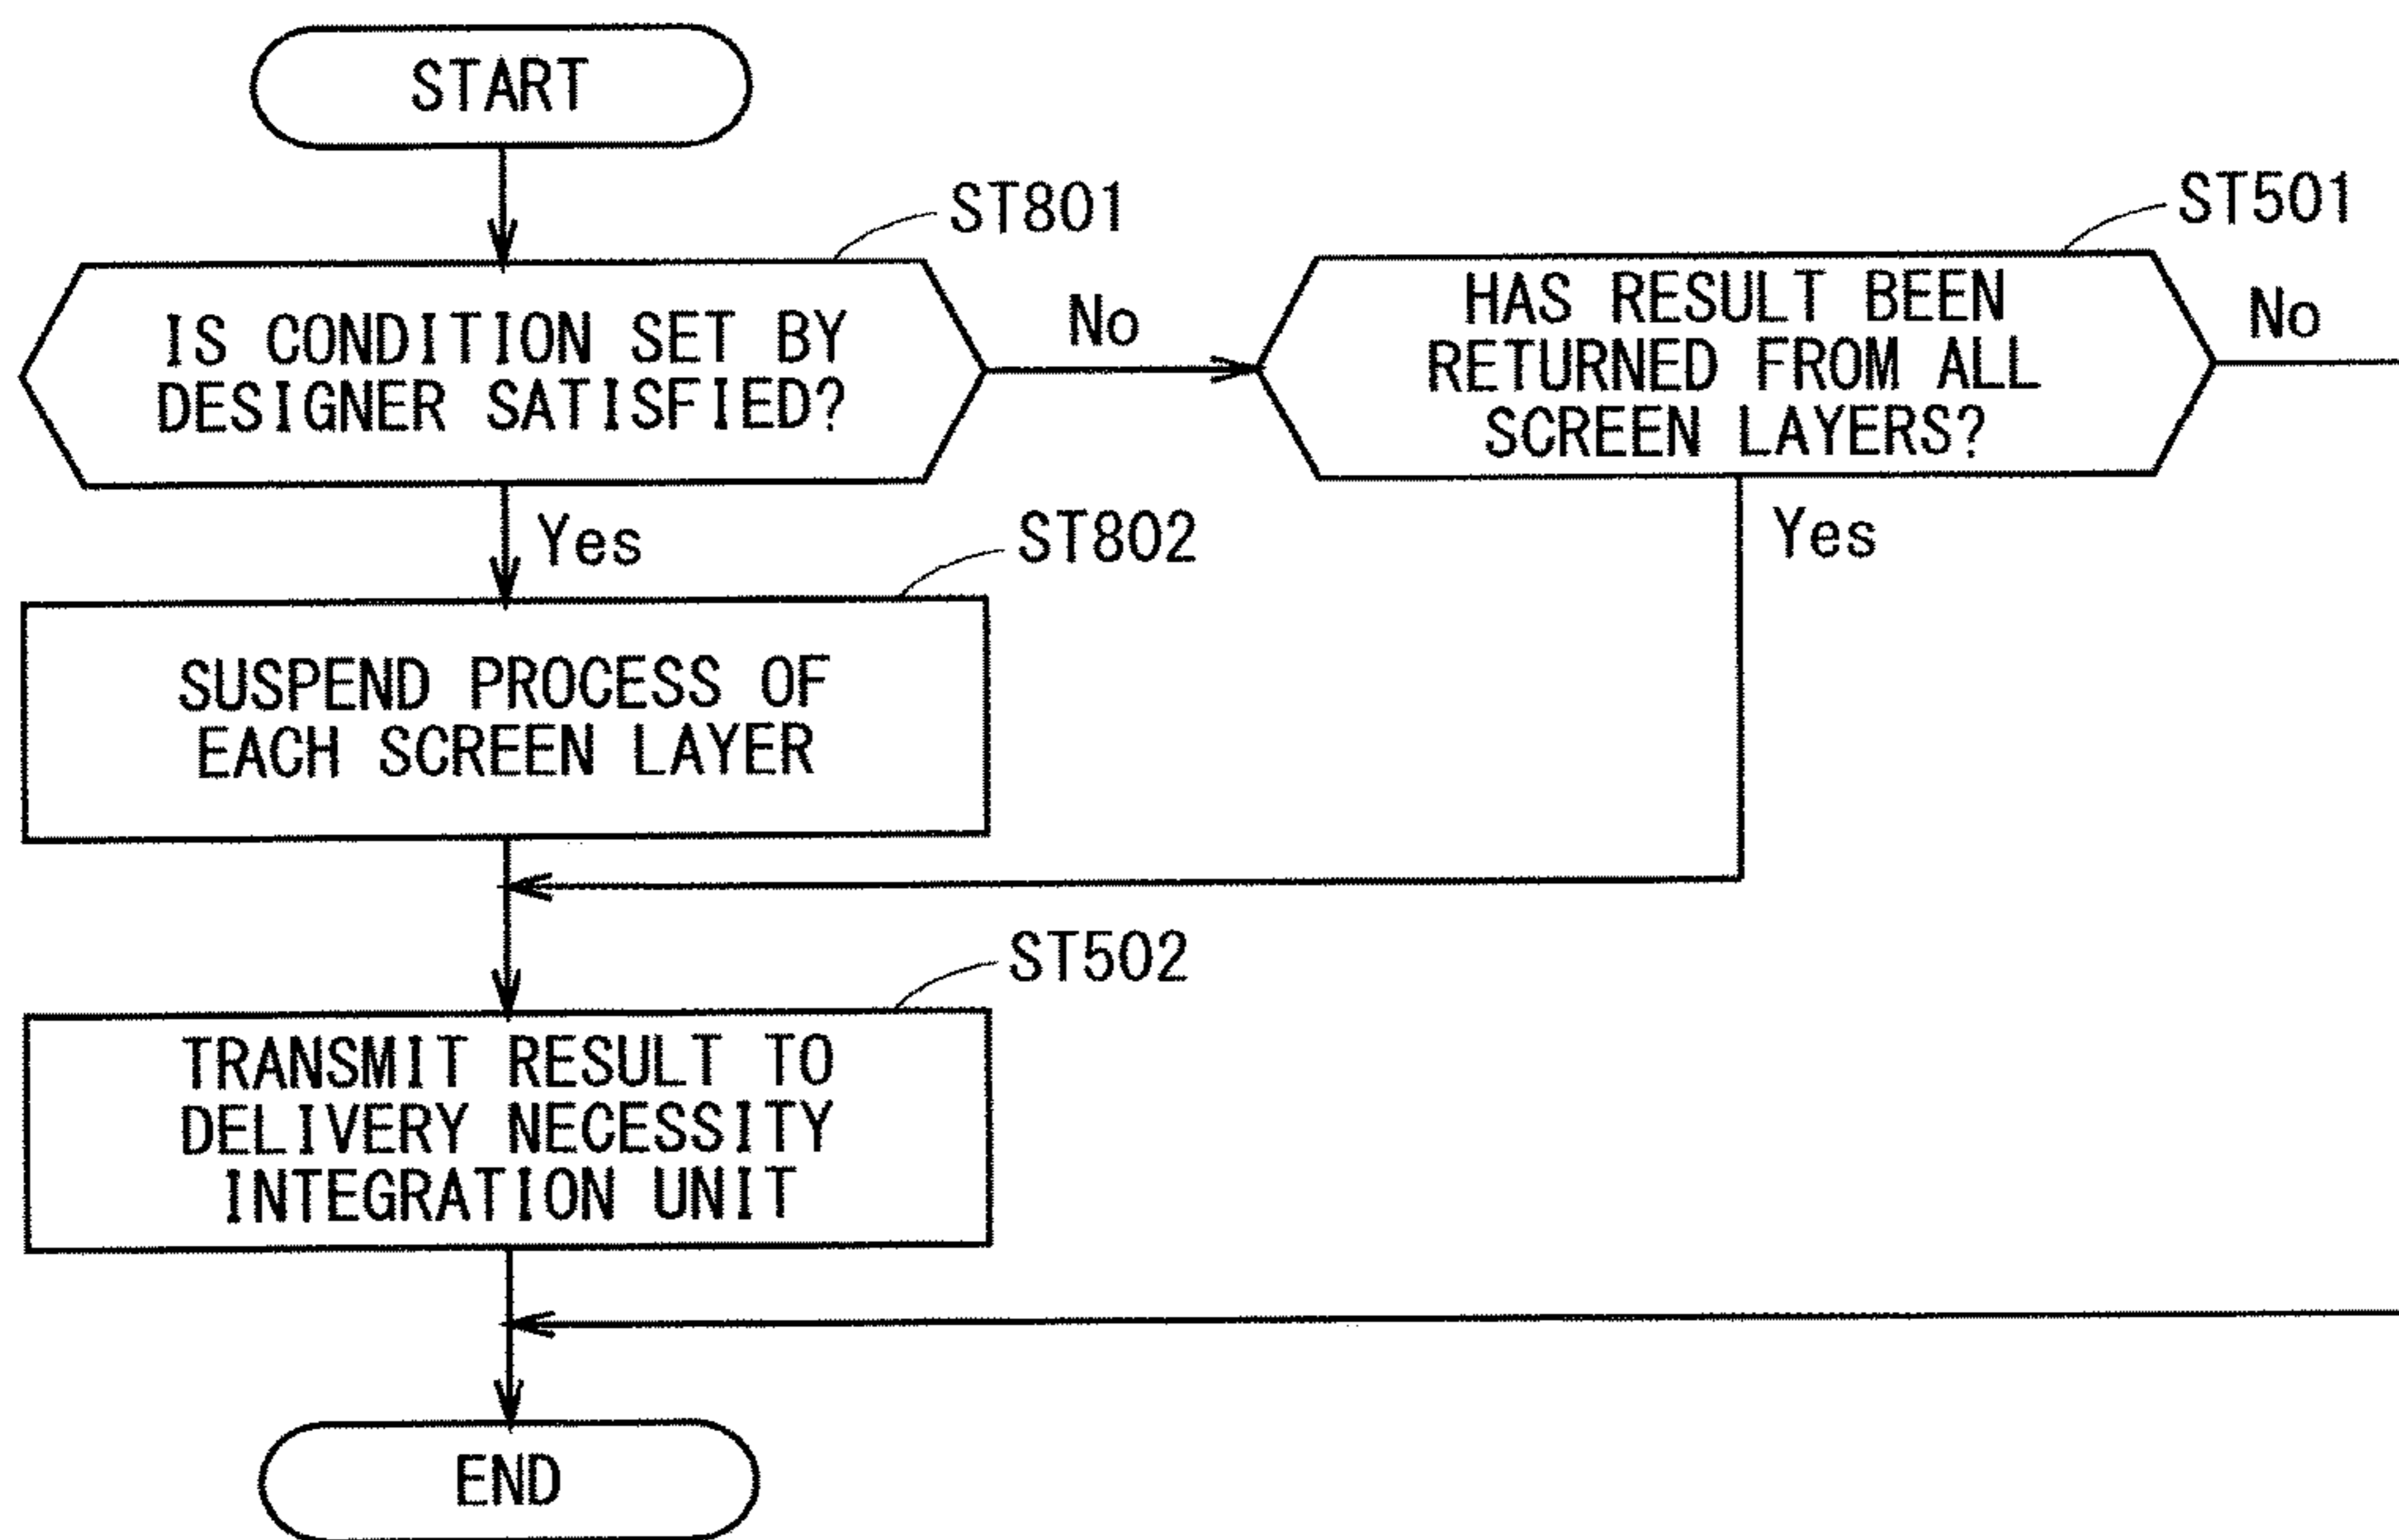 START
ST801
IS CONDITION SET BY
DESIGNER SATISFIED?
No
ST501
HAS RESULT BEEN
RETURNED FROM ALL
SCREEN LAYERS?
No
Yes
Yes
ST802
SUSPEND PROCESS OF
EACH SCREEN LAYER
ST502
TRANSMIT RESULT TO
DELIVERY NECESSITY
INTEGRATION UNIT
END